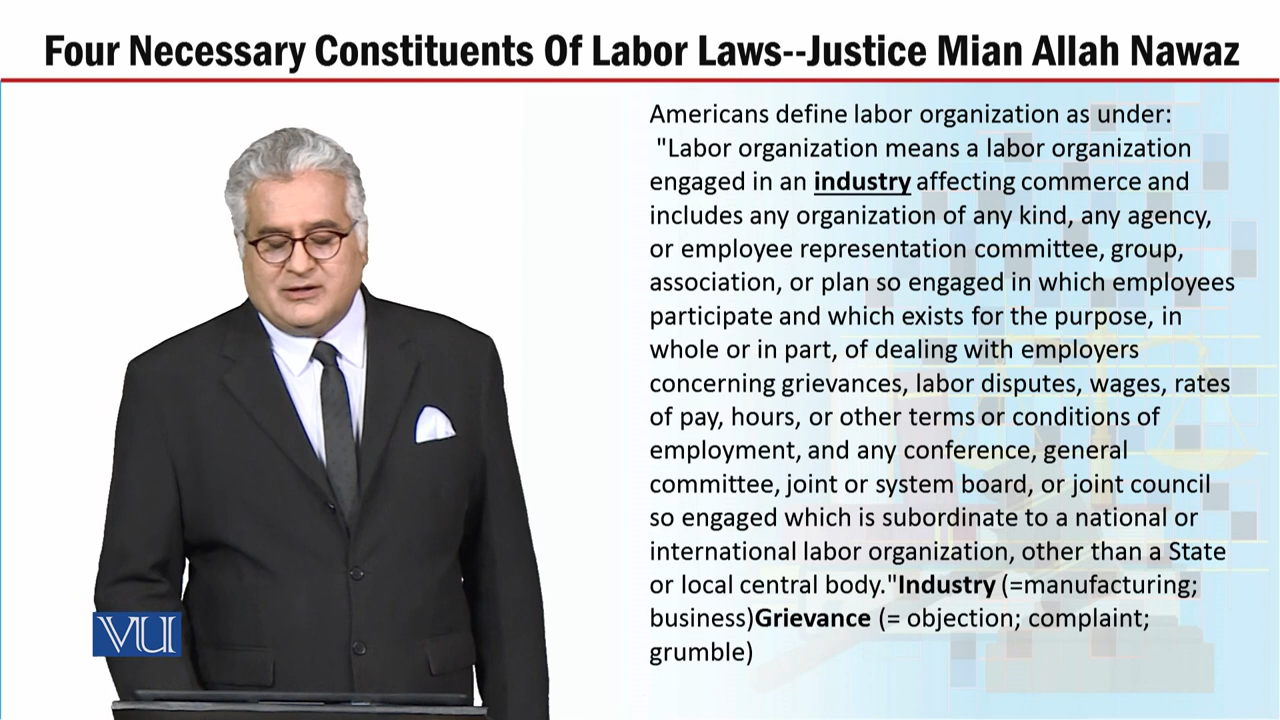 Four Necessary Constituents Of Labor Laws--Justice Mian Allah Nawaz
Americans define labor organization as under:
"Labor organization means a labor organization
engaged in an industry affecting commerce and
includes any organization of any kind, any agency,
or employee representation committee, group,
association, or plan so engaged in which employees
participate and which exists for the purpose, in
whole or in part, of dealing with employers
concerning grievances, labor disputes, wages, rates
of pay, hours, or other terms or conditions of
employment, and any conference, general
committee, joint or system board, or joint council
so engaged which is subordinate to a national or
international labor organization, other than a State
or local central body."Industry (=manufacturing;
business)Grievance (= objection; complaint;
grumble)
VU